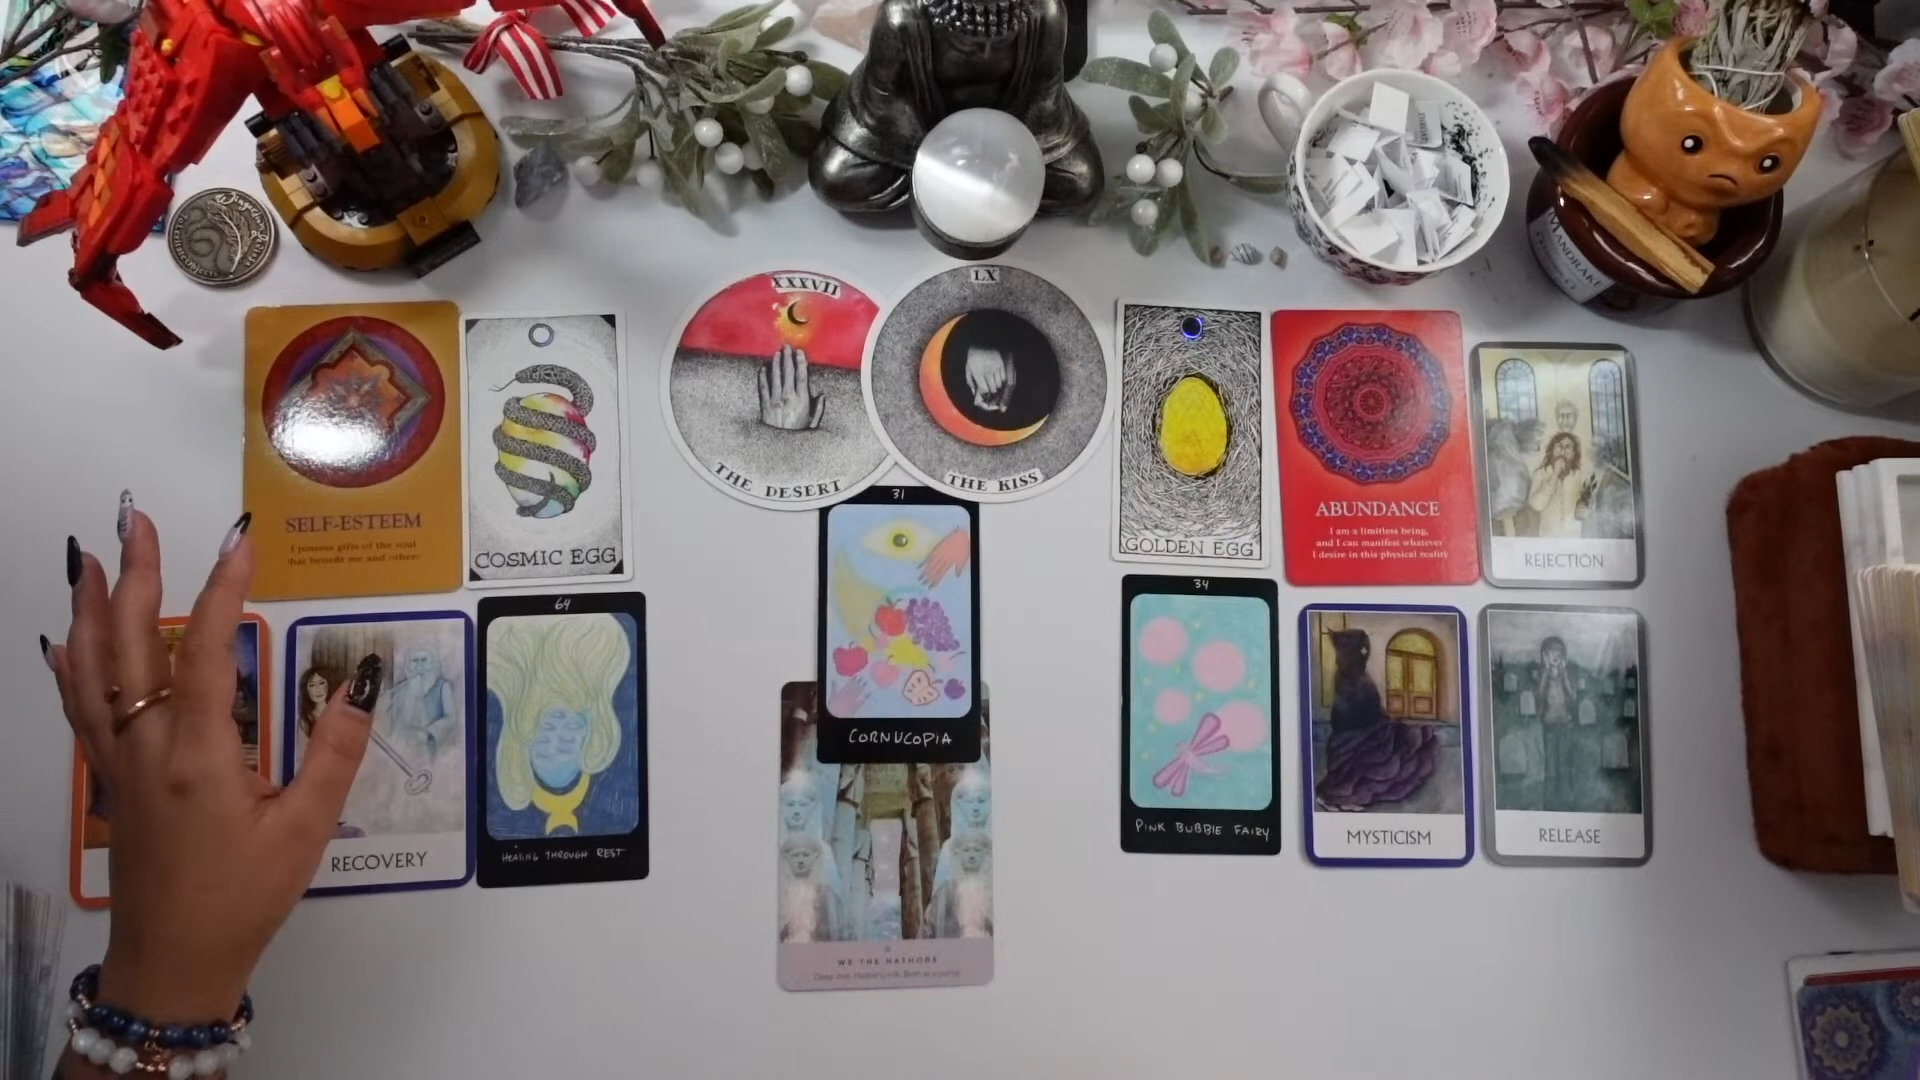 Wingardium
Leviosa
MANDRAKE
XXXVII
THE DESERT
LX
THE KISS
SELF-ESTEEM
I possess gifts of the soul
that benefit me and others
COSMIC EGG
GOLDEN EGG
ABUNDANCE
I am a limitless being,
and I can manifest whatever
I desire in this physical reality
REJECTION
31
CORNUCOPIA
RECOVERY
64
HEALING THROUGH REST
34
PINK BUBBLE FAIRY
MYSTICISM
RELEASE
WE THE HATHORS